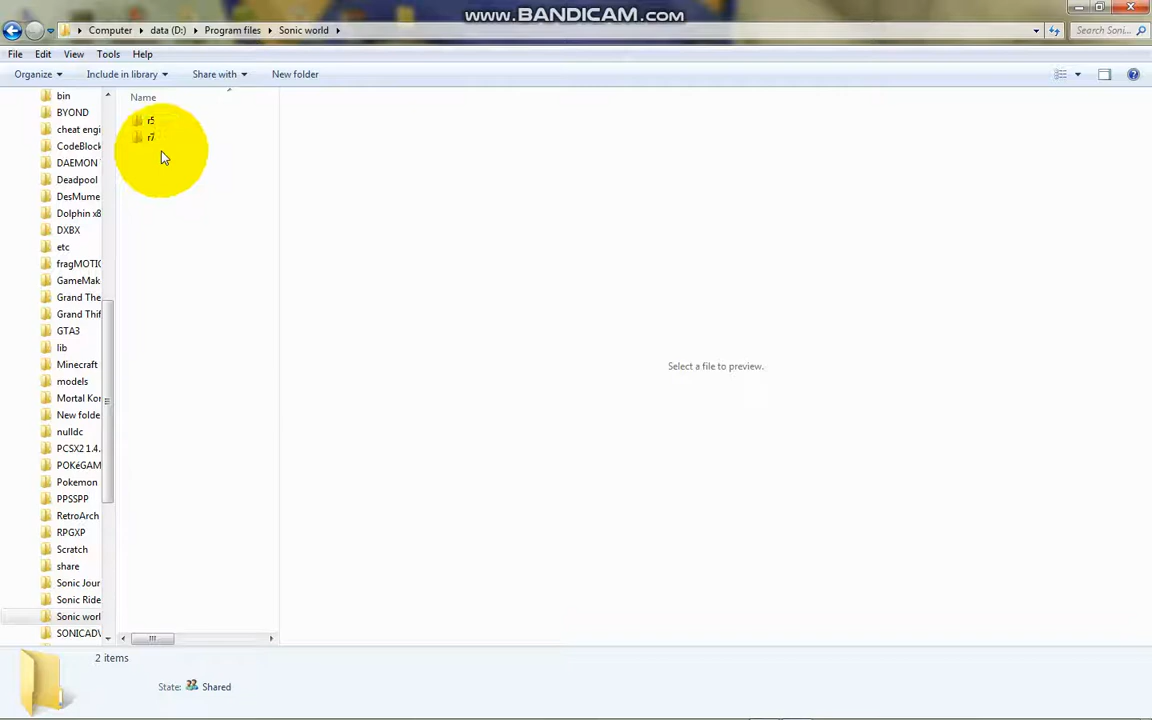 www.BANDICAM.com
Computer data (D:) Program files Sonic world
Search Soni...
File Edit View Tools Help
Organize Include in library Share with New folder
bin
BYOND
cheat engi
CodeBlock
DAEMON
Deadpool
DesMume
Dolphin x8
DXBX
etc
fragMOTIO
GameMak
Grand The
Grand Thif
GTA3
lib
Minecraft
models
Mortal Kor
New folde
nulldc
PCSX2 1.4.
POKéGAM
Pokemon
PPSSPP
RetroArch
RPGXP
Scratch
share
Sonic Jour
Sonic Ride
Sonic worl
SONICADV
Name
r5
r7
Select a file to preview.
2 items
State: Shared